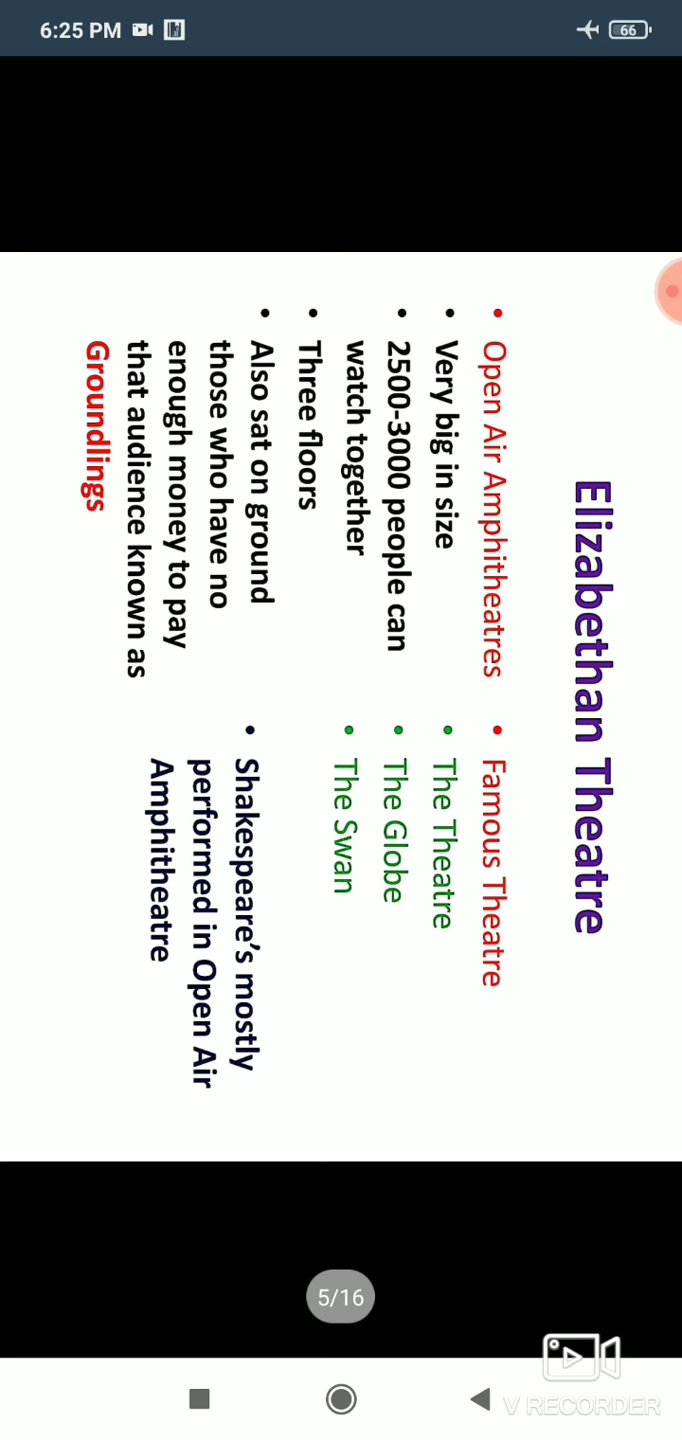 6:25 PM
66
Elizabethan Theatre
• Open Air Amphitheatres
• Very big in size
• 2500-3000 people can
watch together
• Three floors
• Also sat on ground
those who have no
enough money to pay
that audience known as
Groundlings
• Famous Theatre
• The Theatre
• The Globe
• The Swan
• Shakespeare’s mostly
performed in Open Air
Amphitheatre
5/16
V RECORDER